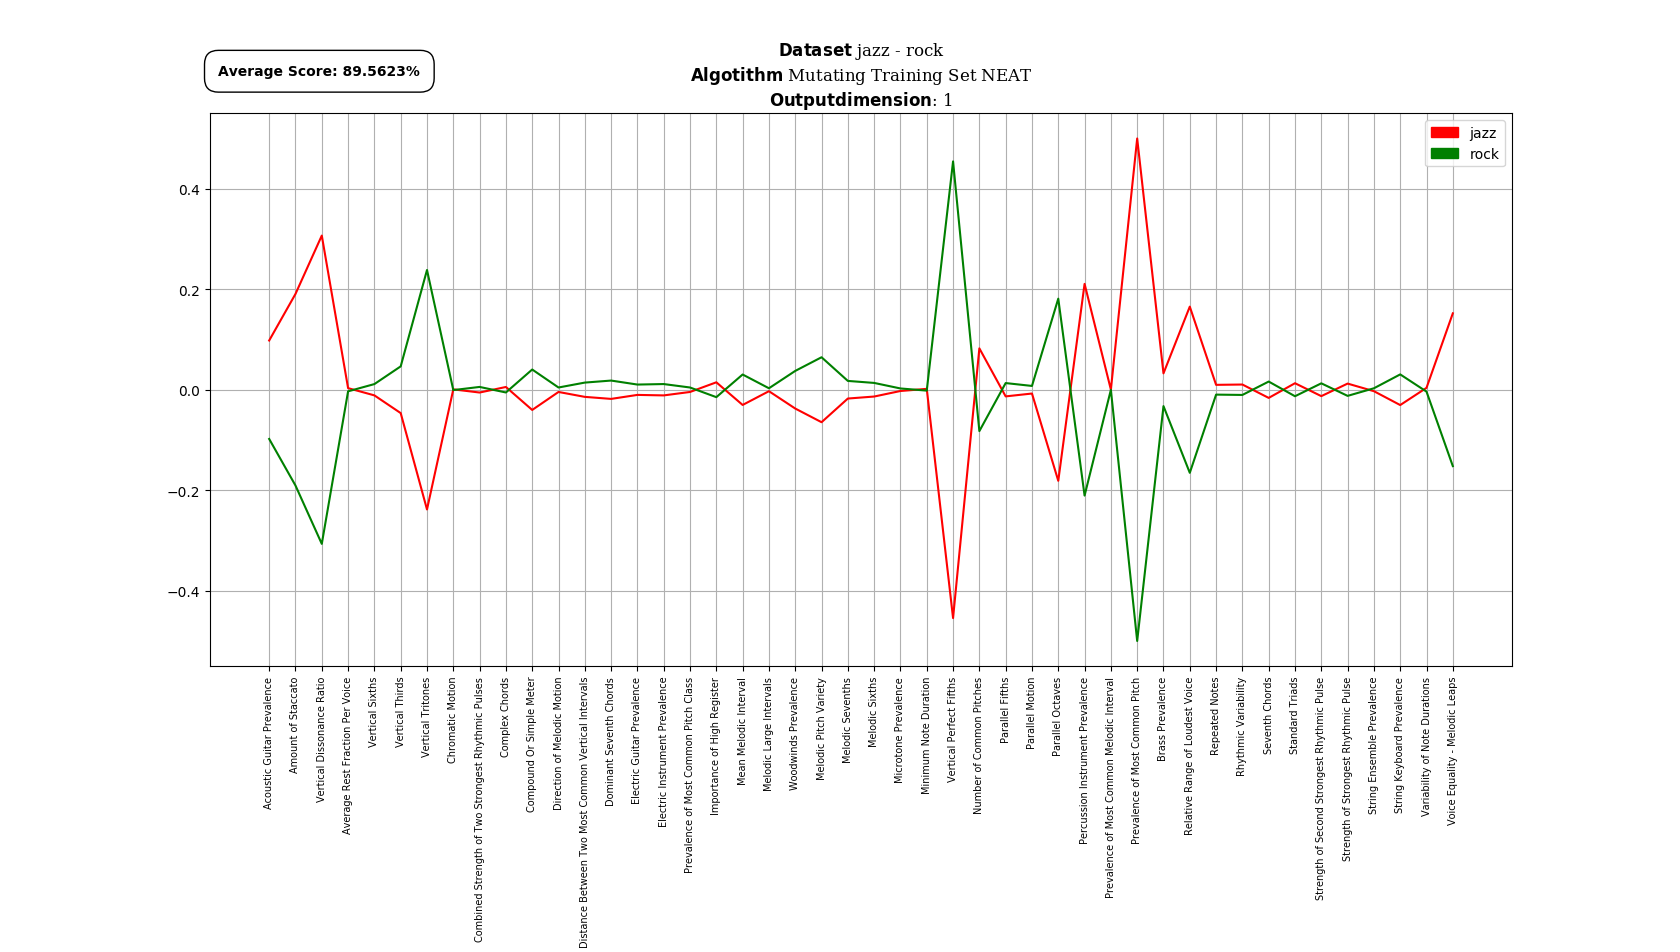 Dataset jazz - rock
Average Score: 89.5623%
Algotithm Mutating Training Set NEAT
Outputdimension: 1
jazz
rock
0.4
0.2
0.0
−0.2
−0.4
Acoustic Guitar Prevalence
Amount of Staccato
Vertical Dissonance Ratio
Average Rest Fraction Per Voice
Vertical Sixths
Vertical Thirds
Vertical Tritones
Chromatic Motion
Combined Strength of Two Strongest Rhythmic Pulses
Complex Chords
Compound Or Simple Meter
Direction of Melodic Motion
Distance Between Two Most Common Vertical Intervals
Dominant Seventh Chords
Electric Guitar Prevalence
Electric Instrument Prevalence
Prevalence of Most Common Pitch Class
Importance of High Register
Mean Melodic Interval
Melodic Large Intervals
Woodwinds Prevalence
Melodic Pitch Variety
Melodic Sevenths
Melodic Sixths
Microtone Prevalence
Minimum Note Duration
Vertical Perfect Fifths
Number of Common Pitches
Parallel Fifths
Parallel Motion
Parallel Octaves
Percussion Instrument Prevalence
Prevalence of Most Common Melodic Interval
Prevalence of Most Common Pitch
Brass Prevalence
Relative Range of Loudest Voice
Repeated Notes
Rhythmic Variability
Seventh Chords
Standard Triads
Strength of Second Strongest Rhythmic Pulse
Strength of Strongest Rhythmic Pulse
String Ensemble Prevalence
String Keyboard Prevalence
Variability of Note Durations
Voice Equality - Melodic Leaps